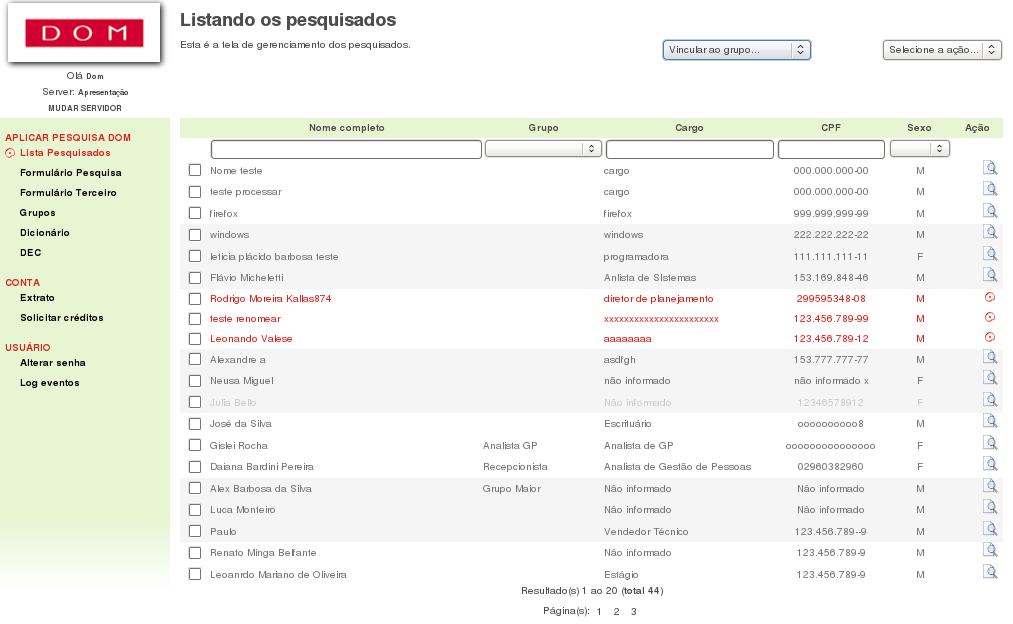 DOM
Olá Dom
Server: Apresentação
MUDAR SERVIDOR
APLICAR PESQUISA DOM
Lista Pesquisados
Formulário Pesquisa
Formulário Terceiro
Grupos
Dicionário
DEC
CONTA
Extrato
Solicitar créditos
USUÁRIO
Alterar senha
Log eventos
Listando os pesquisados
Esta é a tela de gerenciamento dos pesquisados.
Vincular ao grupo... Selecione a ação...
Nome completo Grupo Cargo CPF Sexo Ação
Nome teste cargo 000.000.000-00 M
teste processar cargo 000.000.000-00 M
firefox firefox 999.999.999-99 M
windows windows 222.222.222-22 M
leticia plácido barbosa teste programadora 111.111.111-11 F
Flávio Micheletti Anlista de SIstemas 153.169.848-46 M
Rodrigo Moreira Kallas874 diretor de planejamento 299595348-08 M
teste renomear xxxxxxxxxxxxxxxxxxxxxxx 123.456.789-99 M
Leonando Valese aaaaaaaa 123.456.789-12 M
Alexandre a asdfgh 153.777.777-77 M
Neusa Miguel não informado não informado x F
Julia Bello Não informado 12346578912 F
José da Silva Escrituário oooooooooo8 M
Gislei Rocha Analista GP Analista de GP ooooooooooooooo F
Daiana Bardini Pereira Recepcionista Analista de Gestão de Pessoas 02960382960 F
Alex Barbosa da Silva Grupo Maior Não informado Não informado M
Luca Monteiro Não informado Não informado M
Paulo Vendedor Técnico 123.456.789--9 M
Renato Minga Belfante Não informado 123.456.789-9 M
Leoanrdo Mariano de Oliveira Estágio 123.456.789-9 M
Resultado(s) 1 ao 20 (total 44)
Página(s): 1 2 3